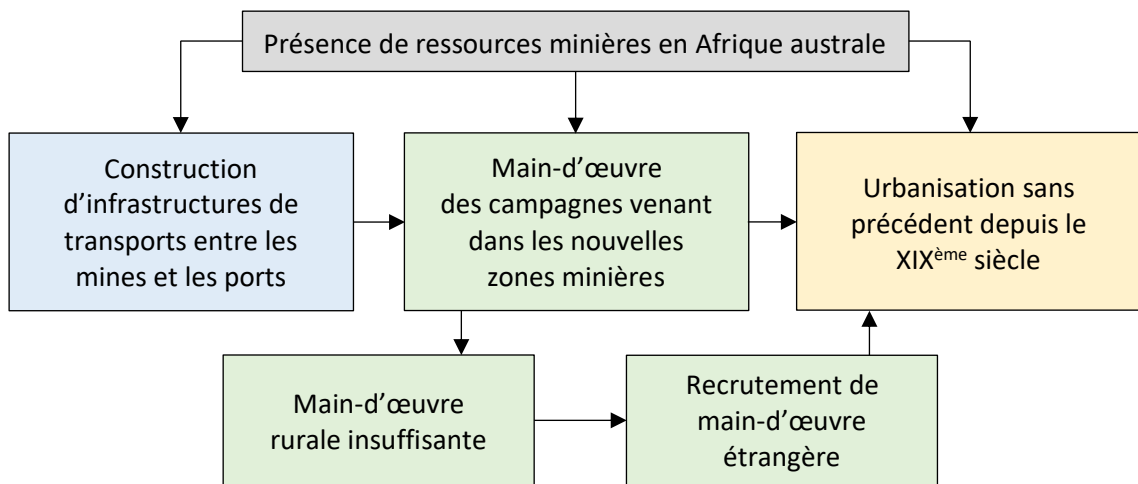 Présence de ressources minières en Afrique australe
Construction
d’infrastructures de
transports entre les
mines et les ports
Main-d’œuvre
des campagnes venant
dans les nouvelles
zones minières
Urbanisation sans
précédent depuis le
XIXème siècle
Main-d’œuvre
rurale insuffisante
Recrutement de
main-d’œuvre
étrangère